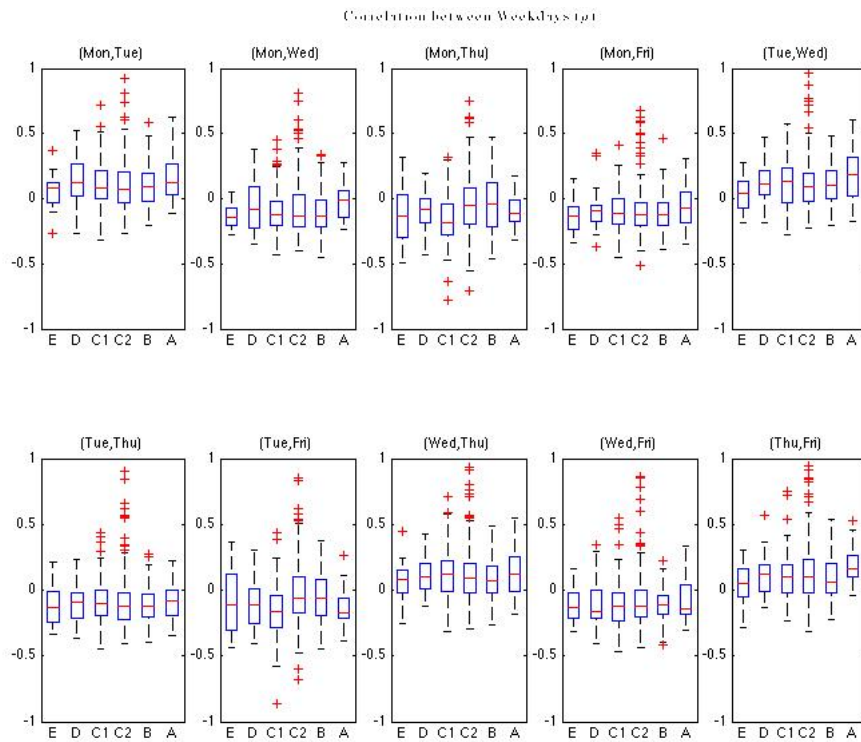 Correlation between Weekdays
(Mon,Tue) (Mon,Wed) (Mon,Thu) (Mon,Fri) (Tue,Wed)
1 1 1 1 1
0.5 0.5 0.5 0.5 0.5
0 0 0 0 0
-0.5 -0.5 -0.5 -0.5 -0.5
-1 -1 -1 -1 -1
E D C1 C2 B A E D C1 C2 B A E D C1 C2 B A E D C1 C2 B A E D C1 C2 B A
(Tue,Thu) (Tue,Fri) (Wed,Thu) (Wed,Fri) (Thu,Fri)
1 1 1 1 1
0.5 0.5 0.5 0.5 0.5
0 0 0 0 0
-0.5 -0.5 -0.5 -0.5 -0.5
-1 -1 -1 -1 -1
E D C1 C2 B A E D C1 C2 B A E D C1 C2 B A E D C1 C2 B A E D C1 C2 B A